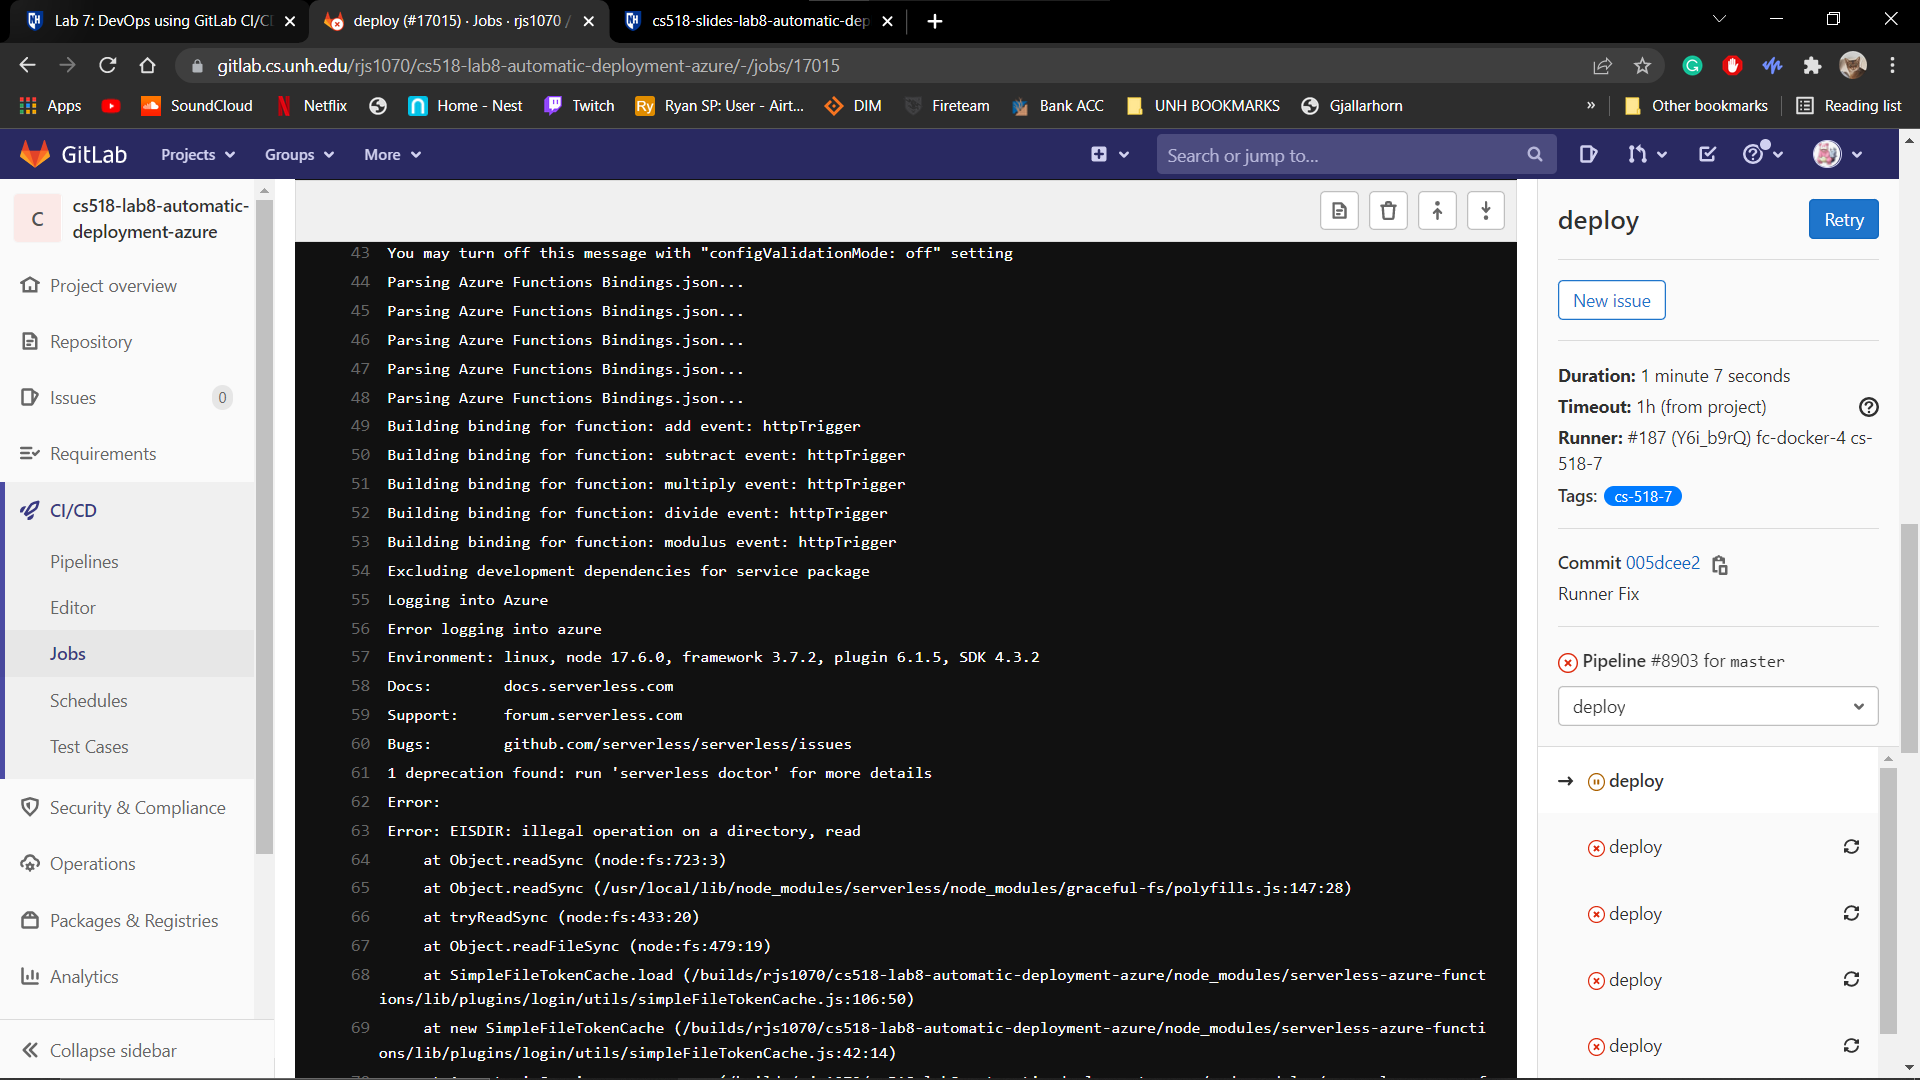 Lab 7: DevOps using GitLab CI/CI
deploy (#17015) · Jobs · rjs1070 /
cs518-slides-lab8-automatic-dep
gitlab.cs.unh.edu/rjs1070/cs518-lab8-automatic-deployment-azure/-/jobs/17015
Apps
SoundCloud
Netflix
Home - Nest
Twitch
Ry
Ryan SP: User - Airt...
DIM
Fireteam
Bank ACC
UNH BOOKMARKS
Gjallarhorn
»
Other bookmarks
Reading list
GitLab
Projects
Groups
More
Search or jump to...
C
cs518-lab8-automatic-
deployment-azure
Project overview
Repository
Issues 0
Requirements
CI/CD
Pipelines
Editor
Jobs
Schedules
Test Cases
Security & Compliance
Operations
Packages & Registries
Analytics
Collapse sidebar
43 You may turn off this message with "configValidationMode: off" setting
44 Parsing Azure Functions Bindings.json...
45 Parsing Azure Functions Bindings.json...
46 Parsing Azure Functions Bindings.json...
47 Parsing Azure Functions Bindings.json...
48 Parsing Azure Functions Bindings.json...
49 Building binding for function: add event: httpTrigger
50 Building binding for function: subtract event: httpTrigger
51 Building binding for function: multiply event: httpTrigger
52 Building binding for function: divide event: httpTrigger
53 Building binding for function: modulus event: httpTrigger
54 Excluding development dependencies for service package
55 Logging into Azure
56 Error logging into azure
57 Environment: linux, node 17.6.0, framework 3.7.2, plugin 6.1.5, SDK 4.3.2
58 Docs: docs.serverless.com
59 Support: forum.serverless.com
60 Bugs: github.com/serverless/serverless/issues
61 1 deprecation found: run 'serverless doctor' for more details
62 Error:
63 Error: EISDIR: illegal operation on a directory, read
64 at Object.readSync (node:fs:723:3)
65 at Object.readSync (/usr/local/lib/node_modules/serverless/node_modules/graceful-fs/polyfills.js:147:28)
66 at tryReadSync (node:fs:433:20)
67 at Object.readFileSync (node:fs:479:19)
68 at SimpleFileTokenCache.load (/builds/rjs1070/cs518-lab8-automatic-deployment-azure/node_modules/serverless-azure-funct
ions/lib/plugins/login/utils/simpleFileTokenCache.js:106:50)
69 at new SimpleFileTokenCache (/builds/rjs1070/cs518-lab8-automatic-deployment-azure/node_modules/serverless-azure-functi
ons/lib/plugins/login/utils/simpleFileTokenCache.js:42:14)
deploy
Retry
New issue
Duration: 1 minute 7 seconds
Timeout: 1h (from project)
Runner: #187 (Y6i_b9rQ) fc-docker-4 cs-
518-7
Tags: cs-518-7
Commit 005dcee2
Runner Fix
Pipeline #8903 for master
deploy
→ deploy
deploy
deploy
deploy
deploy